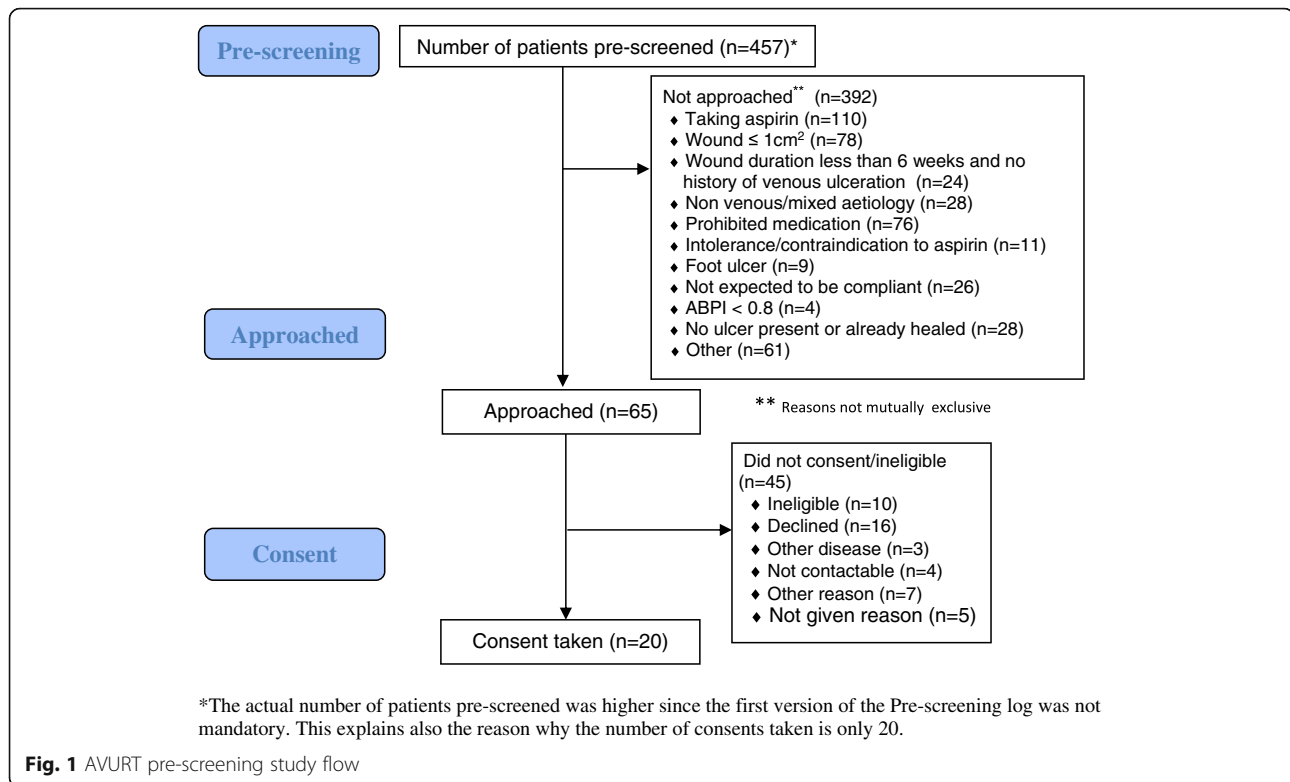 Pre-screening
Number of patients pre-screened (n=457)*
Not approached** (n=392)
♦ Taking aspirin (n=110)
♦ Wound ≤ 1cm² (n=78)
♦ Wound duration less than 6 weeks and no
history of venous ulceration (n=24)
♦ Non venous/mixed aetiology (n=28)
♦ Prohibited medication (n=76)
♦ Intolerance/contraindication to aspirin (n=11)
♦ Foot ulcer (n=9)
♦ Not expected to be compliant (n=26)
♦ ABPI < 0.8 (n=4)
♦ No ulcer present or already healed (n=28)
♦ Other (n=61)
Approached
Approached (n=65)
** Reasons not mutually exclusive
Did not consent/ineligible
(n=45)
♦ Ineligible (n=10)
♦ Declined (n=16)
♦ Other disease (n=3)
♦ Not contactable (n=4)
♦ Other reason (n=7)
♦ Not given reason (n=5)
Consent
Consent taken (n=20)
*The actual number of patients pre-screened was higher since the first version of the Pre-screening log was not
mandatory. This explains also the reason why the number of consents taken is only 20.
Fig. 1 AVURT pre-screening study flow